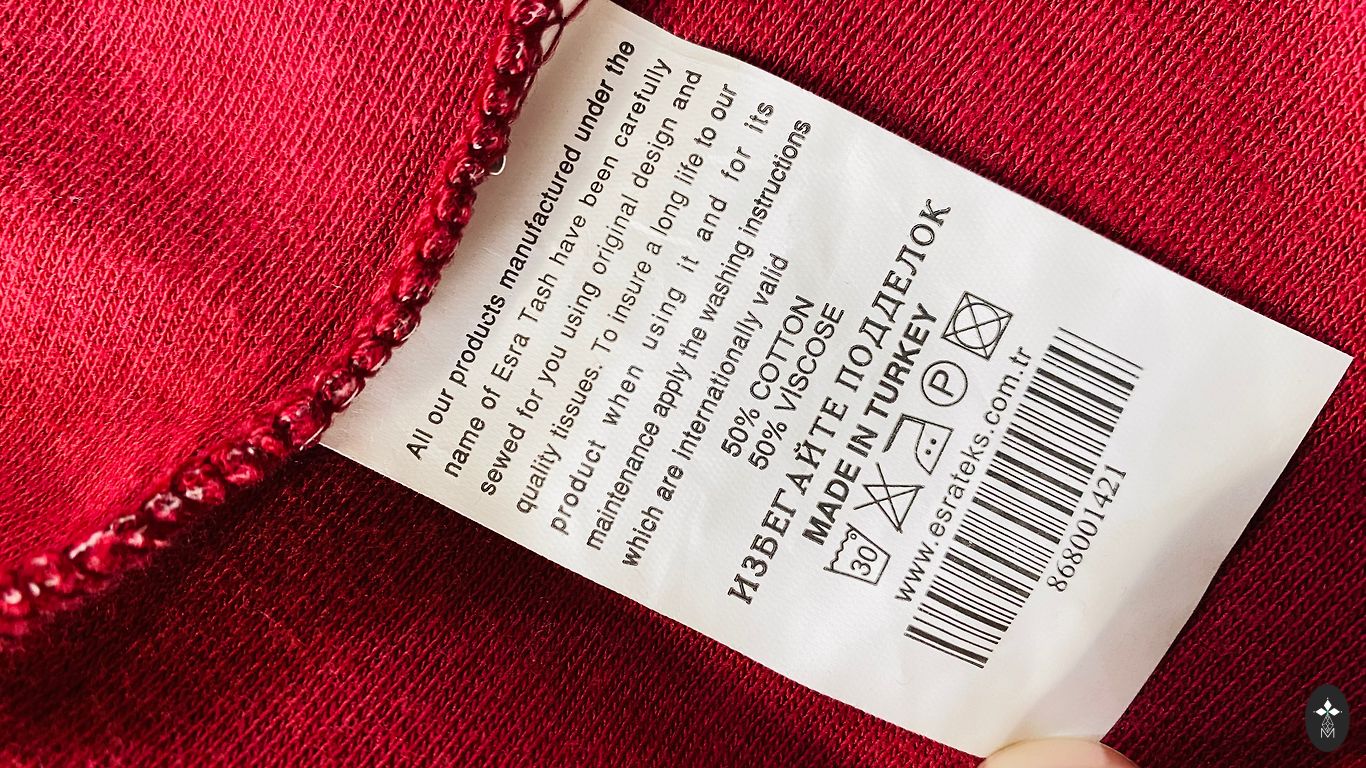 All our products manufactured under the
name of Esra Tash have been carefully
sewed for you using original design and
quality tissues. To insure a long life to our
product when using it and for its
maintenance apply the washing instructions
which are internationally valid
50% COTTON
50% VISCOSE
ИЗБЕГАЙТЕ ПОДДЕЛОК
MADE IN TURKEY
30
P
www.esrateks.com.tr
868001421
M